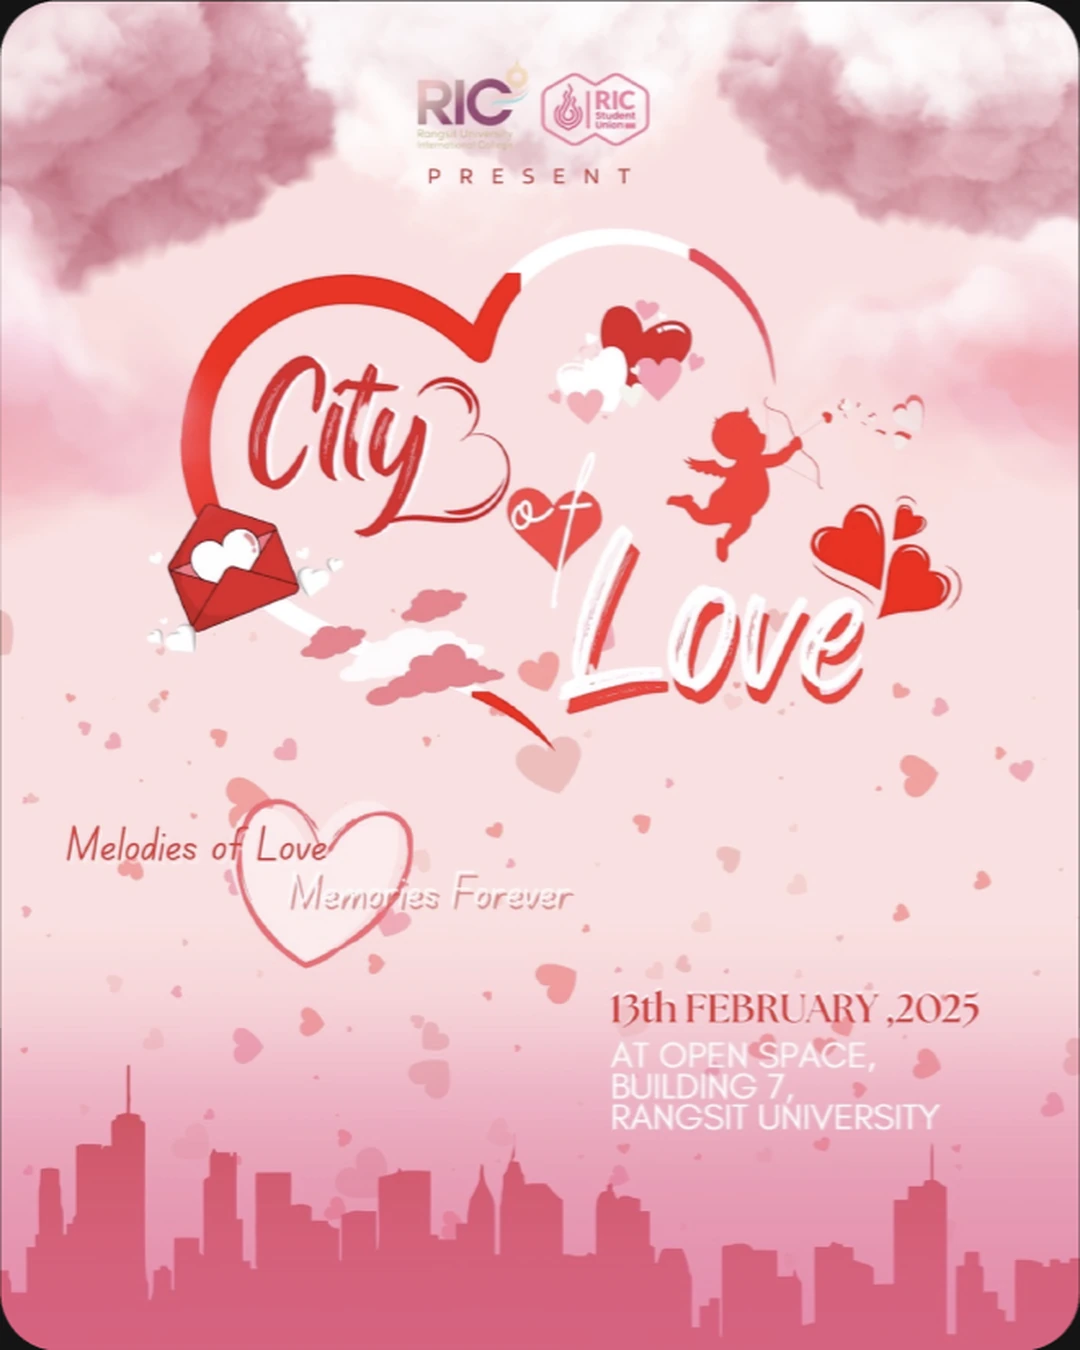 RIC
Rangsit University
International College
RIC
Student
Union
PRESENT
City
of
Love
Melodies of Love
Memories Forever
13th FEBRUARY ,2025
AT OPEN SPACE,
BUILDING 7,
RANGSIT UNIVERSITY